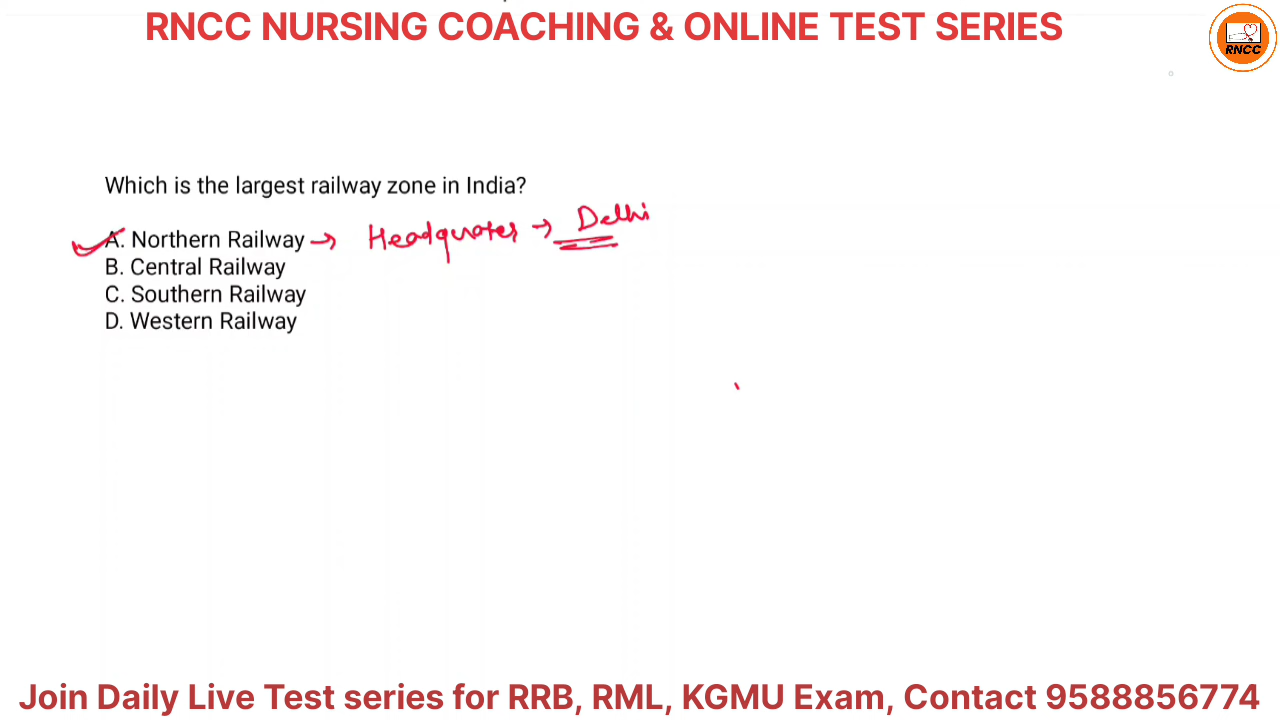 RNCC NURSING COACHING & ONLINE TEST SERIES
RNCC
Which is the largest railway zone in India?
A. Northern Railway → Headquates → Delhi
B. Central Railway
C. Southern Railway
D. Western Railway
Join Daily Live Test series for RRB, RML, KGMU Exam, Contact 9588856774